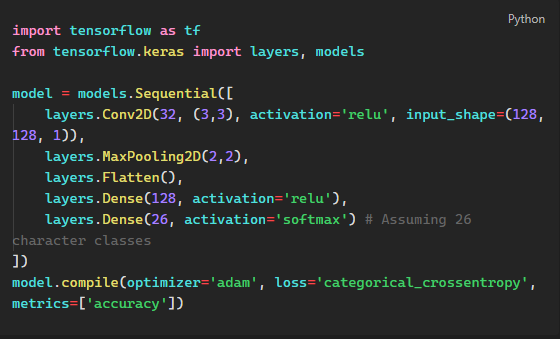 Python
import tensorflow as tf
from tensorflow.keras import layers, models

model = models.Sequential([
    layers.Conv2D(32, (3,3), activation='relu', input_shape=(128,
128, 1)),
    layers.MaxPooling2D(2,2),
    layers.Flatten(),
    layers.Dense(128, activation='relu'),
    layers.Dense(26, activation='softmax') # Assuming 26
character classes
])
model.compile(optimizer='adam', loss='categorical_crossentropy',
metrics=['accuracy'])